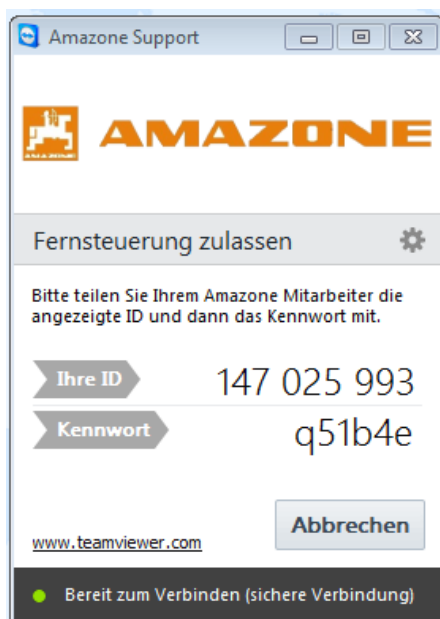 Amazone Support
AMAZONE
AMAZONE
Fernsteuerung zulassen
Bitte teilen Sie Ihrem Amazone Mitarbeiter die
angezeigte ID und dann das Kennwort mit.
Ihre ID 147 025 993
Kennwort q51b4e
www.teamviewer.com
Abbrechen
Bereit zum Verbinden (sichere Verbindung)